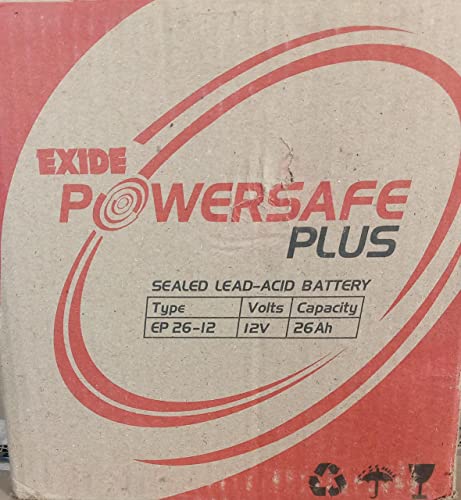 EXIDE
POWERSAFE
PLUS
SEALED LEAD-ACID BATTERY
Type Volts Capacity
EP 26-12 12V 26Ah